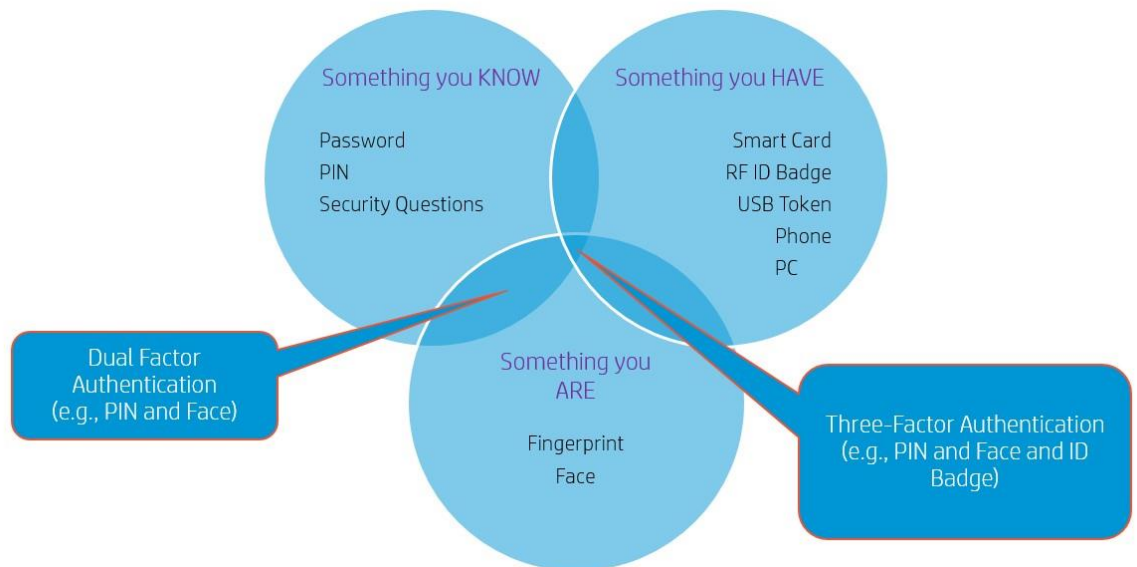 Something you KNOW
Password
PIN
Security Questions
Something you HAVE
Smart Card
RF ID Badge
USB Token
Phone
PC
Dual Factor
Authentication
(e.g., PIN and Face)
Something you
ARE
Fingerprint
Face
Three-Factor Authentication
(e.g., PIN and Face and ID
Badge)